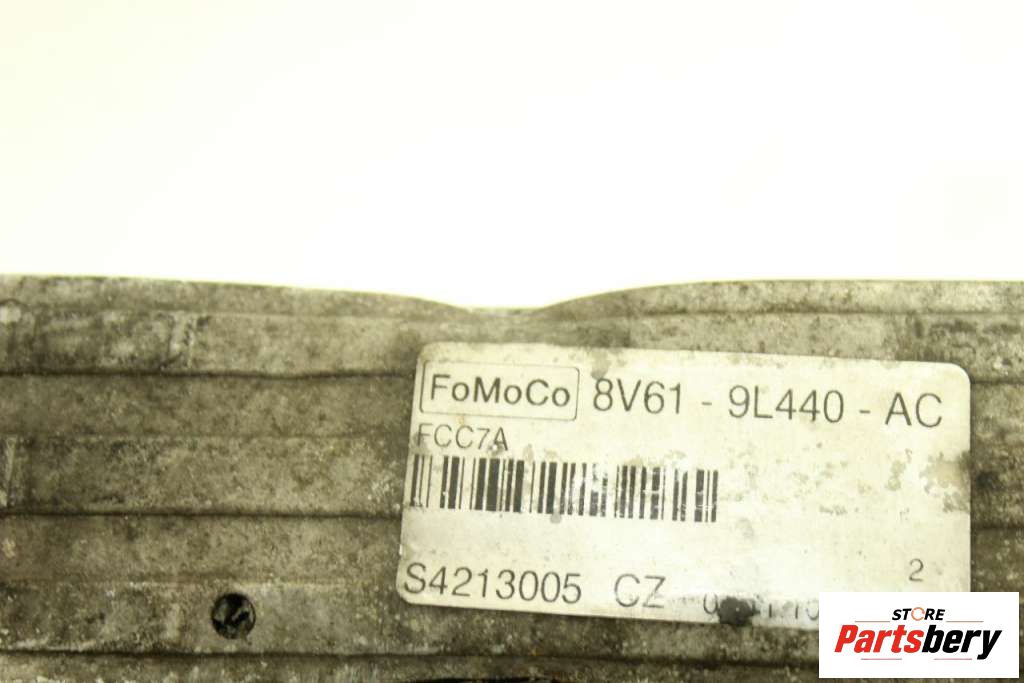 FoMoCo 8V61 - 9L440 - AC
FCC7A
2
S4213005 CZ
STORE
Partsbery